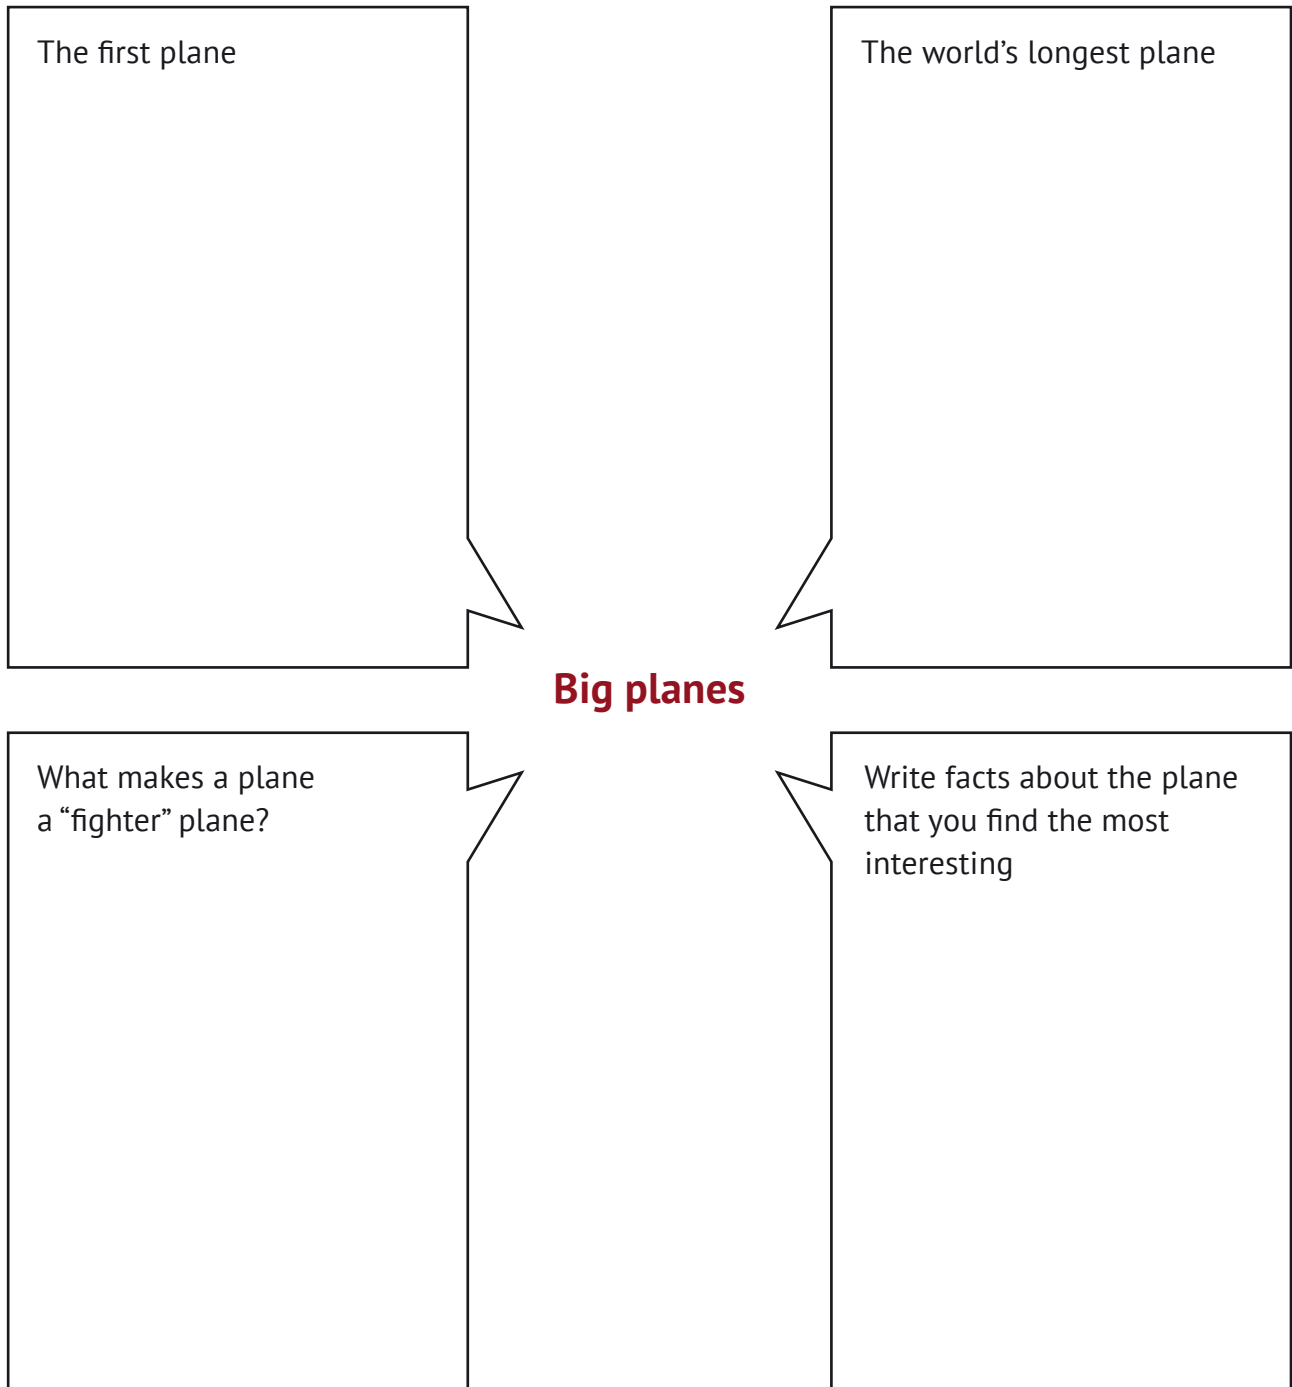 The first plane
The world’s longest plane
Big planes
What makes a plane
a “fighter” plane?
Write facts about the plane
that you find the most
interesting